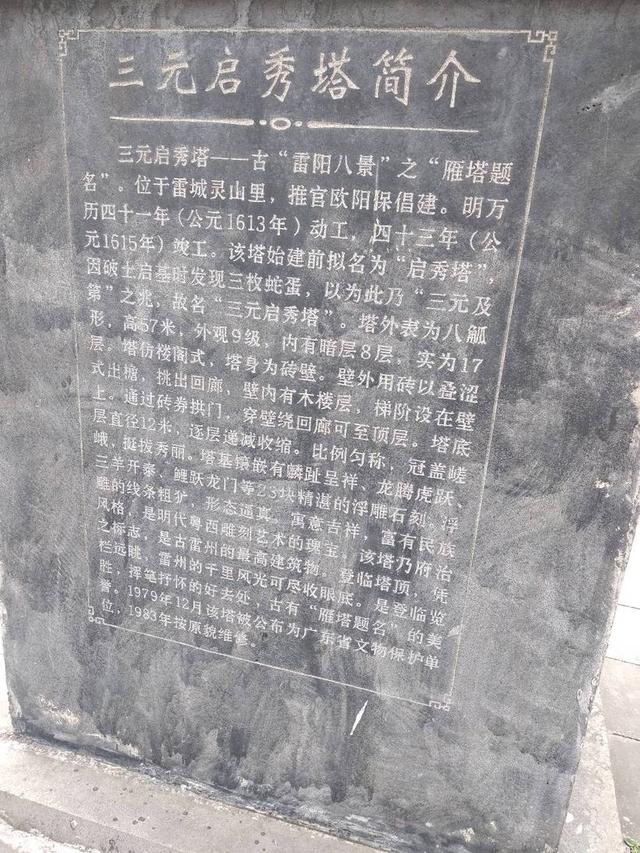 三元启秀塔简介
三元启秀塔——古“雷阳八景”之“雁塔题
名”。位于雷城灵山里，推官欧阳保倡建。明万
历四十一年（公元1613年）动工，四十三年（公
元1615年）竣工。该塔始建前拟名为“启秀塔”，
因破土启基时发现三枚蛇蛋，以为此乃“三元及
第”之兆，故名“三元启秀塔”。塔外表为八觚
形，高57米，外观9级，内有暗层8层，实为17
层。塔仿楼阁式，塔身为砖壁。壁外用砖以叠涩
式出檐，挑出回廊，壁内有木楼层，梯阶设在壁
上。通过砖券拱门，穿壁绕回廊可至顶层。塔底
层直径12米，逐层递减收缩。比例匀称，冠盖嵯
峨，挺拔秀丽。塔基镶嵌有麟趾呈祥、龙腾虎跃、
三羊开泰，鲤跃龙门等23块精湛的浮雕石刻。浮
雕的线条粗犷，形态逼真。寓意吉祥，富有民族
风格，是明代粤西雕刻艺术的瑰宝。该塔乃府治
之标志，是古雷州的最高建筑物。登临塔顶，凭
栏远眺，雷州的千里风光可尽收眼底。是登临览
胜，挥笔抒怀的好去处，古有“雁塔题名”的美
誉。1979年12月该塔被公布为广东省文物保护单
位，1983年按原貌维修。